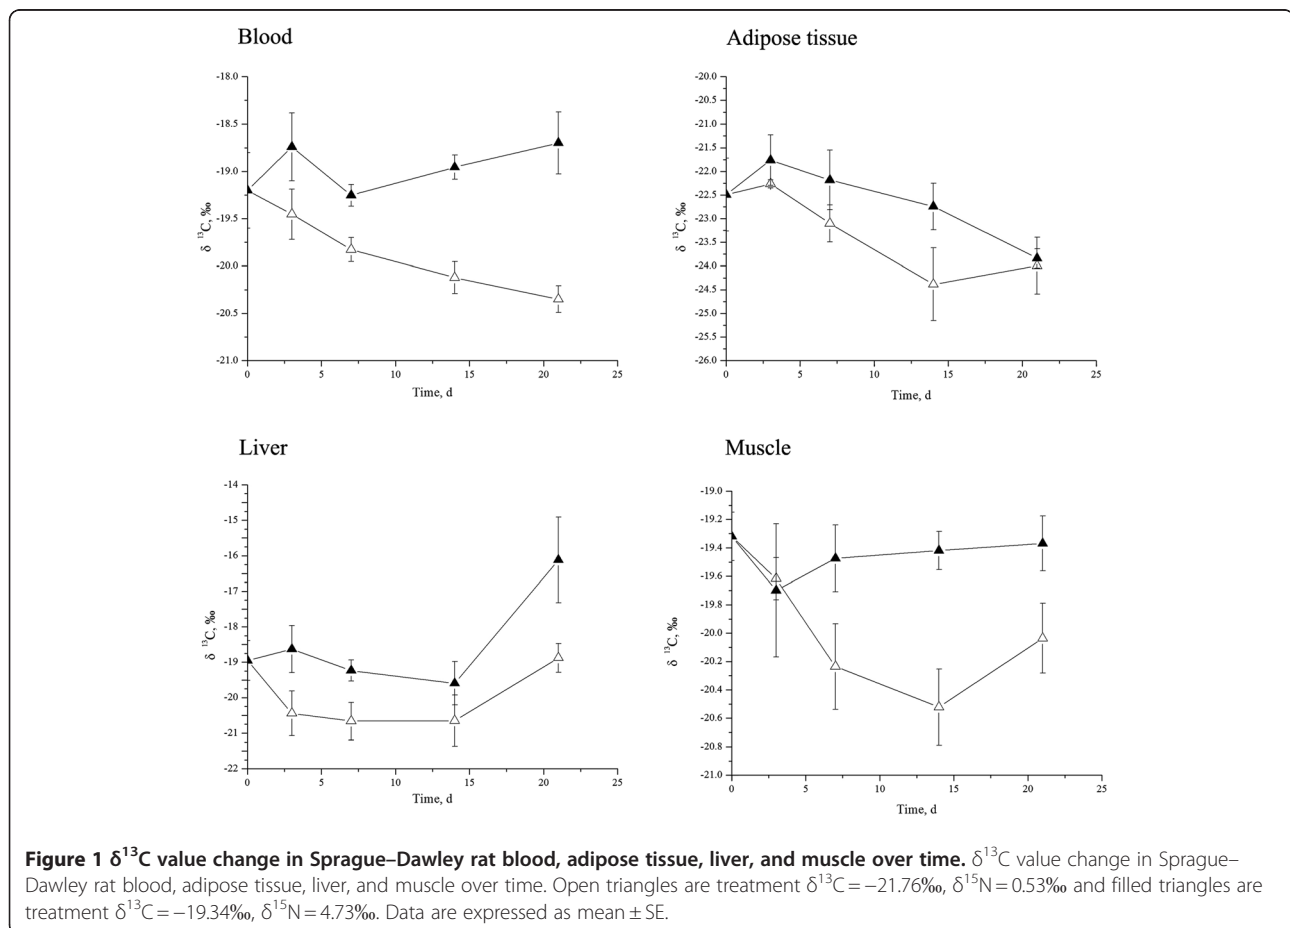 Blood
-18.0
-18.5
-19.0
-19.5
-20.0
-20.5
-21.0
δ ¹³C, ‰
0 5 10 15 20 25
Time, d
Adipose tissue
-20.0
-20.5
-21.0
-21.5
-22.0
-22.5
-23.0
-23.5
-24.0
-24.5
-25.0
-25.5
-26.0
δ ¹³C, ‰
0 5 10 15 20 25
Time, d
Liver
-14
-15
-16
-18
-19
-20
-21
-22
δ ¹³C, ‰
0 5 10 15 20 25
Time, d
Muscle
-19.0
-19.2
-19.4
-19.6
-19.8
-20.0
-20.2
-20.4
-20.6
-20.8
-21.0
δ ¹³C, ‰
0 5 10 15 20 25
Time, d
Figure 1 δ¹³C value change in Sprague–Dawley rat blood, adipose tissue, liver, and muscle over time. δ¹³C value change in Sprague–
Dawley rat blood, adipose tissue, liver, and muscle over time. Open triangles are treatment δ¹³C = −21.76‰, δ¹⁵N = 0.53‰ and filled triangles are
treatment δ¹³C = −19.34‰, δ¹⁵N = 4.73‰. Data are expressed as mean ± SE.